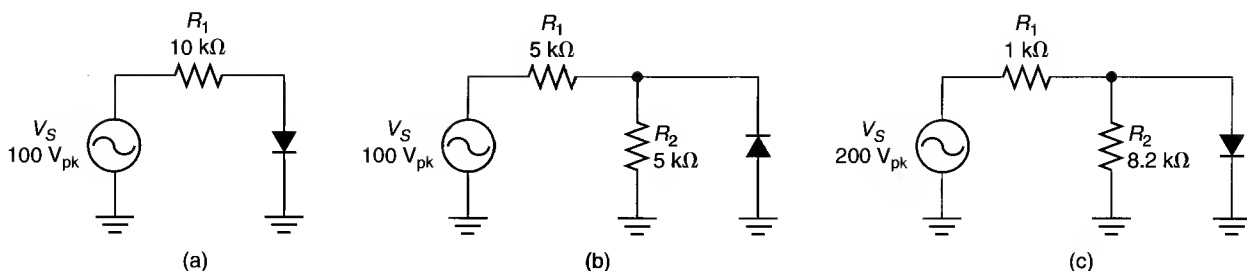 R1
10 kΩ
VS
100 Vpk
(a)
R1
5 kΩ
VS
100 Vpk
R2
5 kΩ
(b)
R1
1 kΩ
VS
200 Vpk
R2
8.2 kΩ
(c)